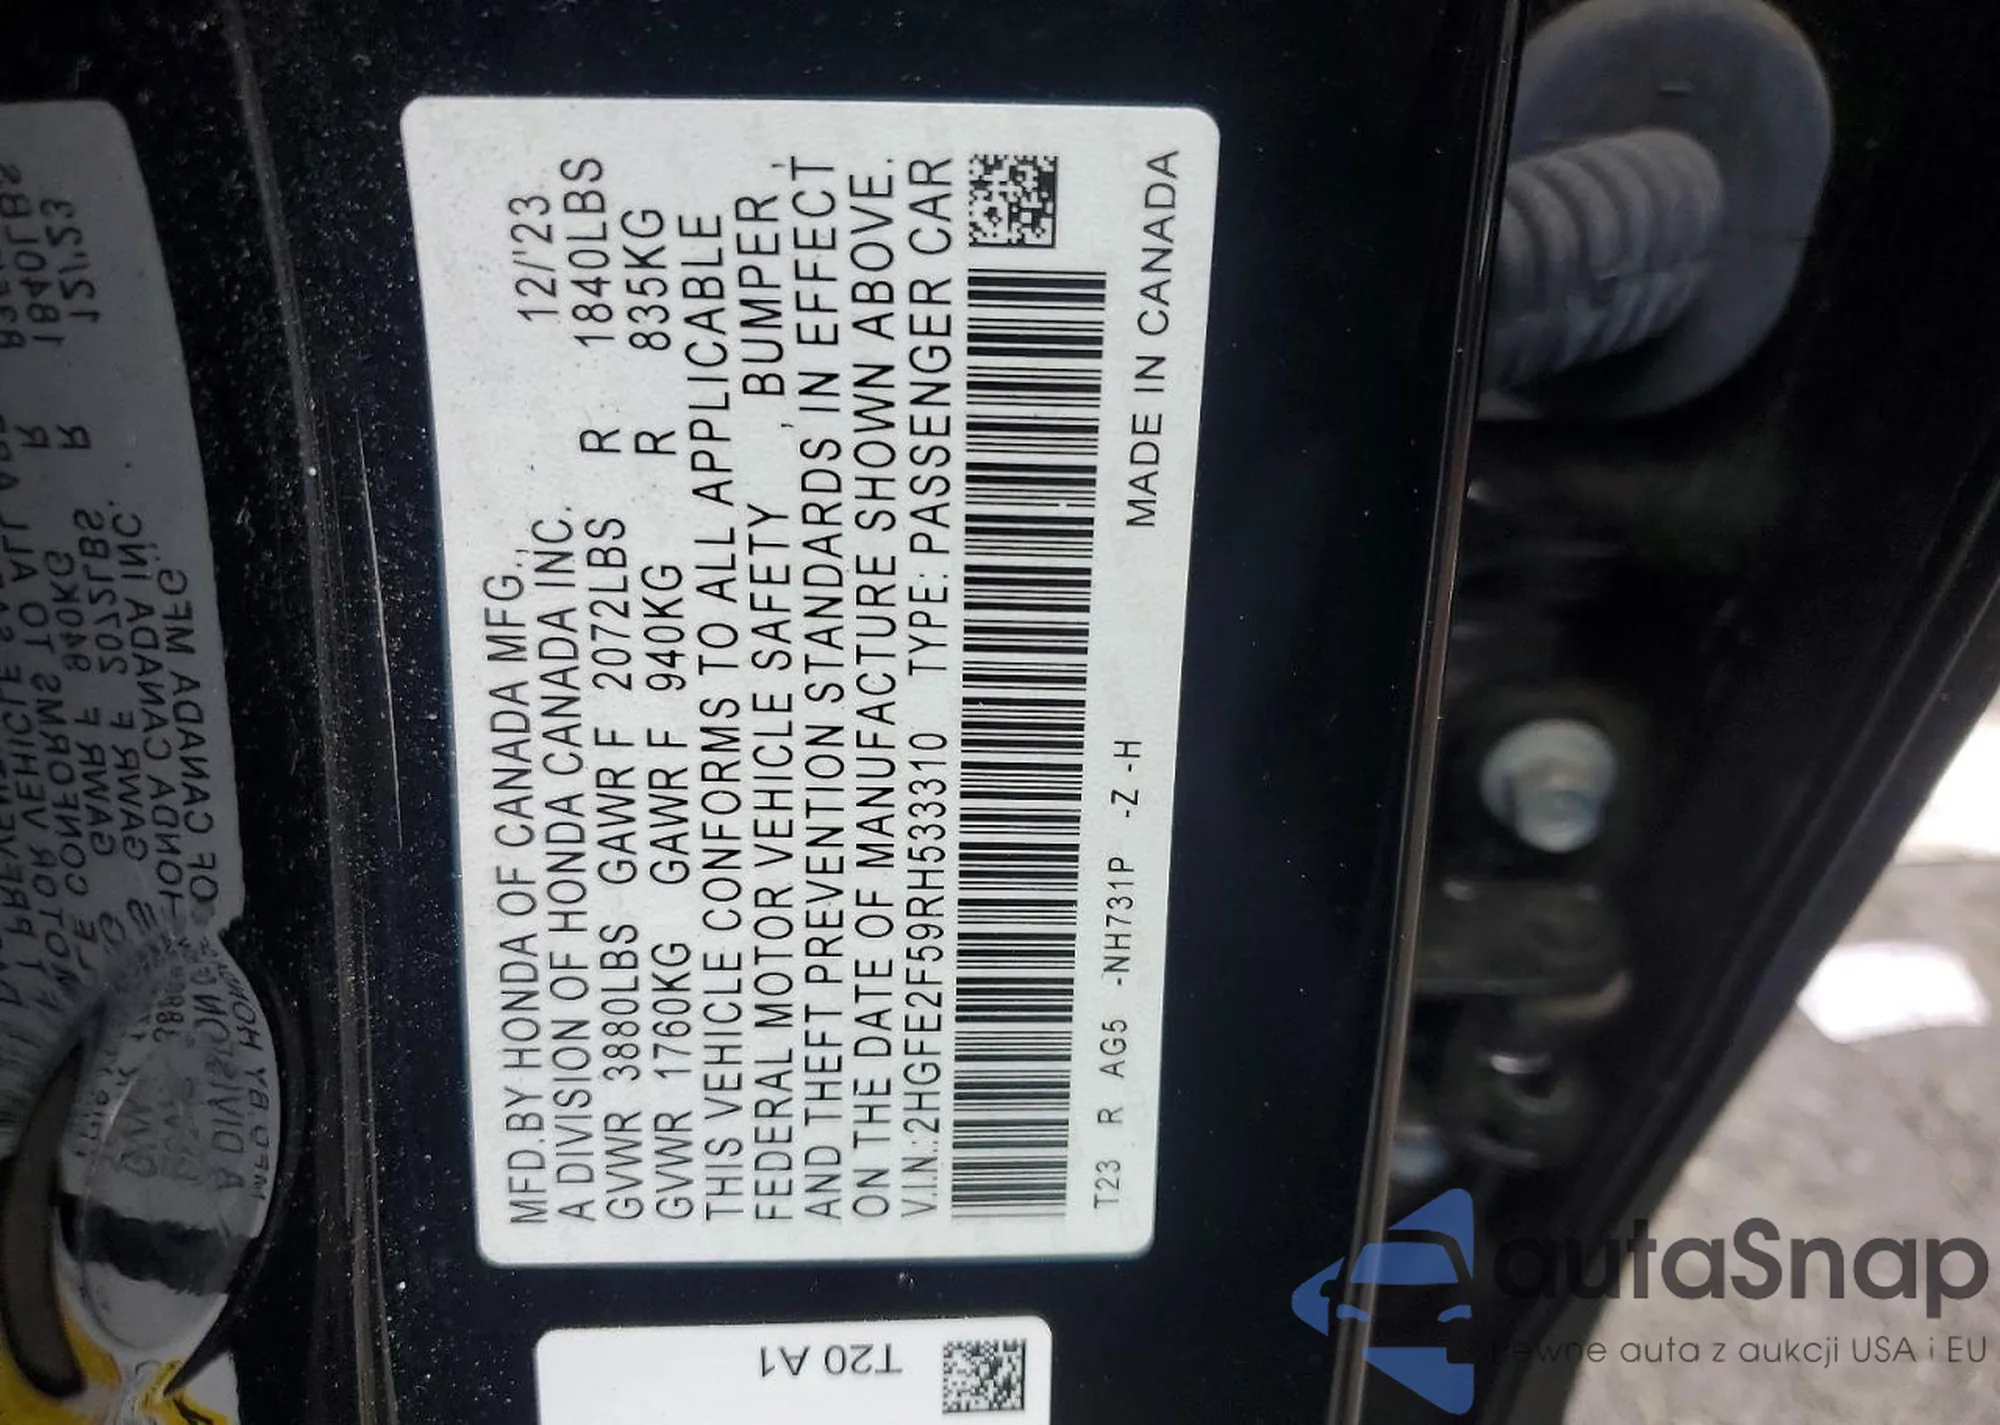 MFD.BY HONDA OF CANADA MFG., 12/'23
A DIVISION OF HONDA CANADA INC.
GVWR 3880LBS GAWR F 2072LBS R 1840LBS
GVWR 1760KG GAWR F 940KG R 835KG
THIS VEHICLE CONFORMS TO ALL APPLICABLE
FEDERAL MOTOR VEHICLE SAFETY , BUMPER ,
AND THEFT PREVENTION STANDARDS IN EFFECT
ON THE DATE OF MANUFACTURE SHOWN ABOVE.
V.I.N.:2HGFE2F59RH533310 TYPE: PASSENGER CAR
T23 R AG5 -NH731P -Z -H MADE IN CANADA
T20 A1
autaSnap
Pewne auta z aukcji USA i EU